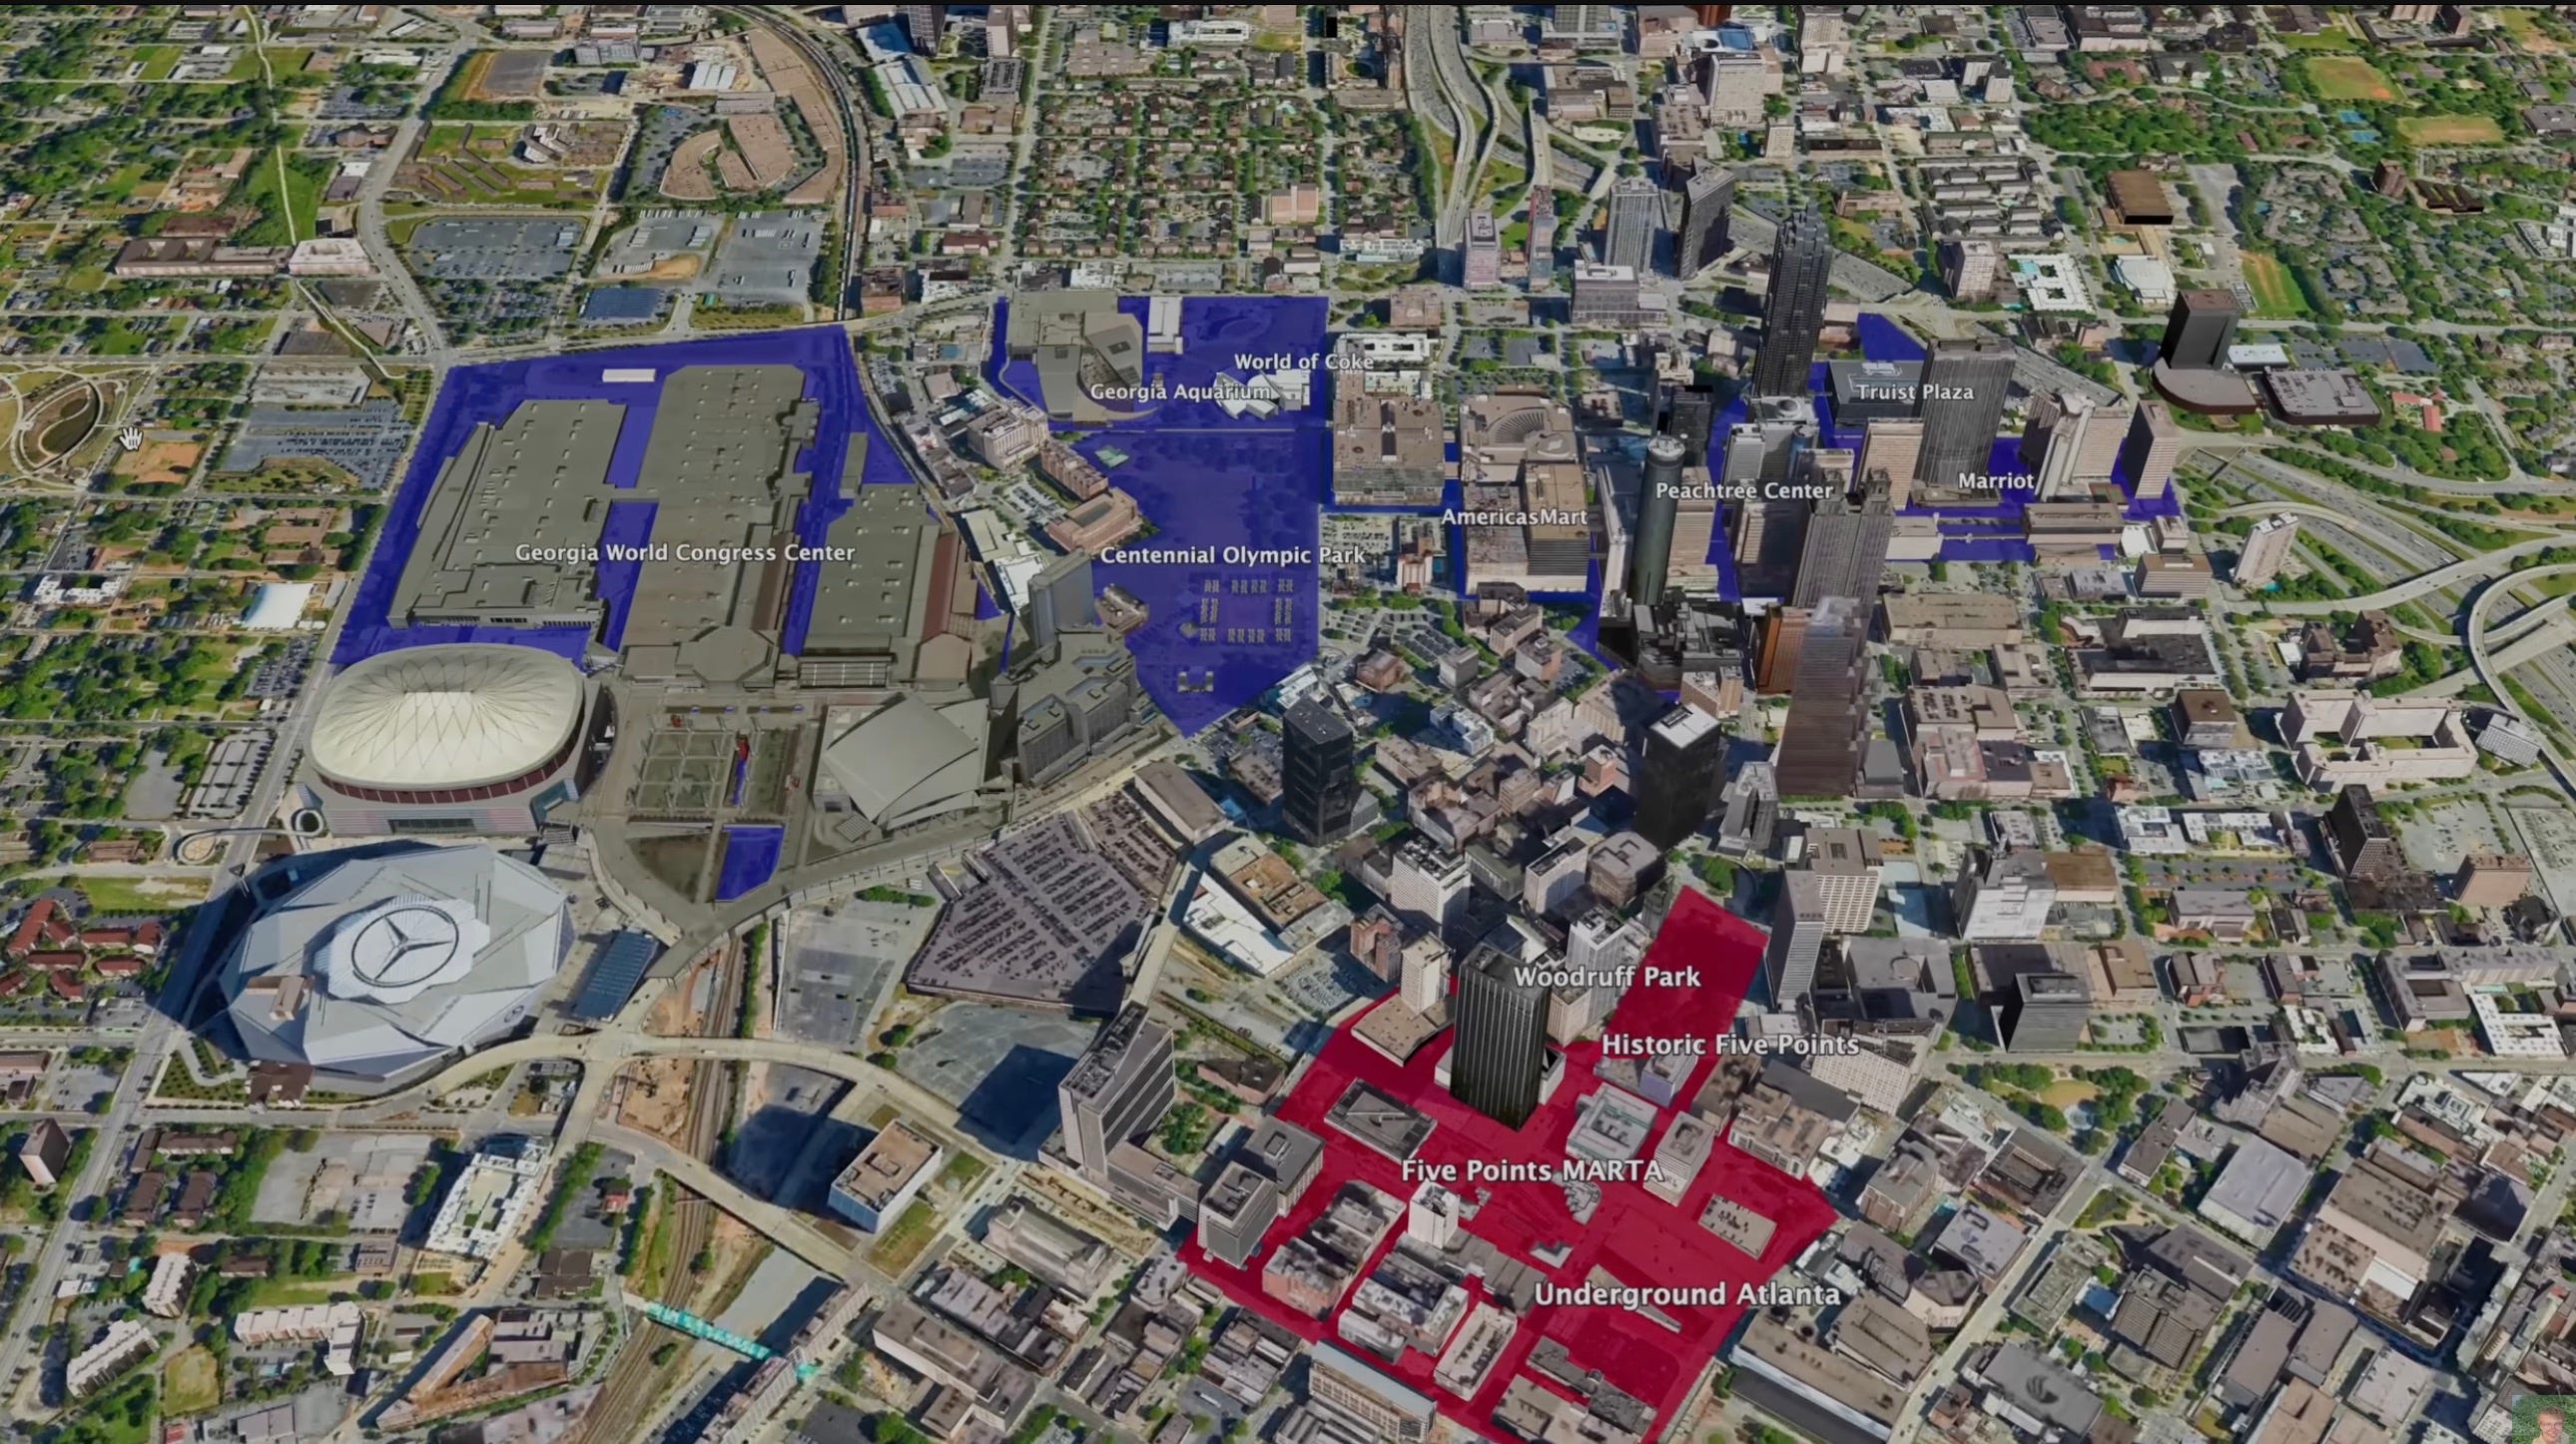 World of Coke
Georgia Aquarium
Truist Plaza
Marriot
Peachtree Center
AmericasMart
Georgia World Congress Center
Centennial Olympic Park
Woodruff Park
Historic Five Points
Five Points MARTA
Underground Atlanta